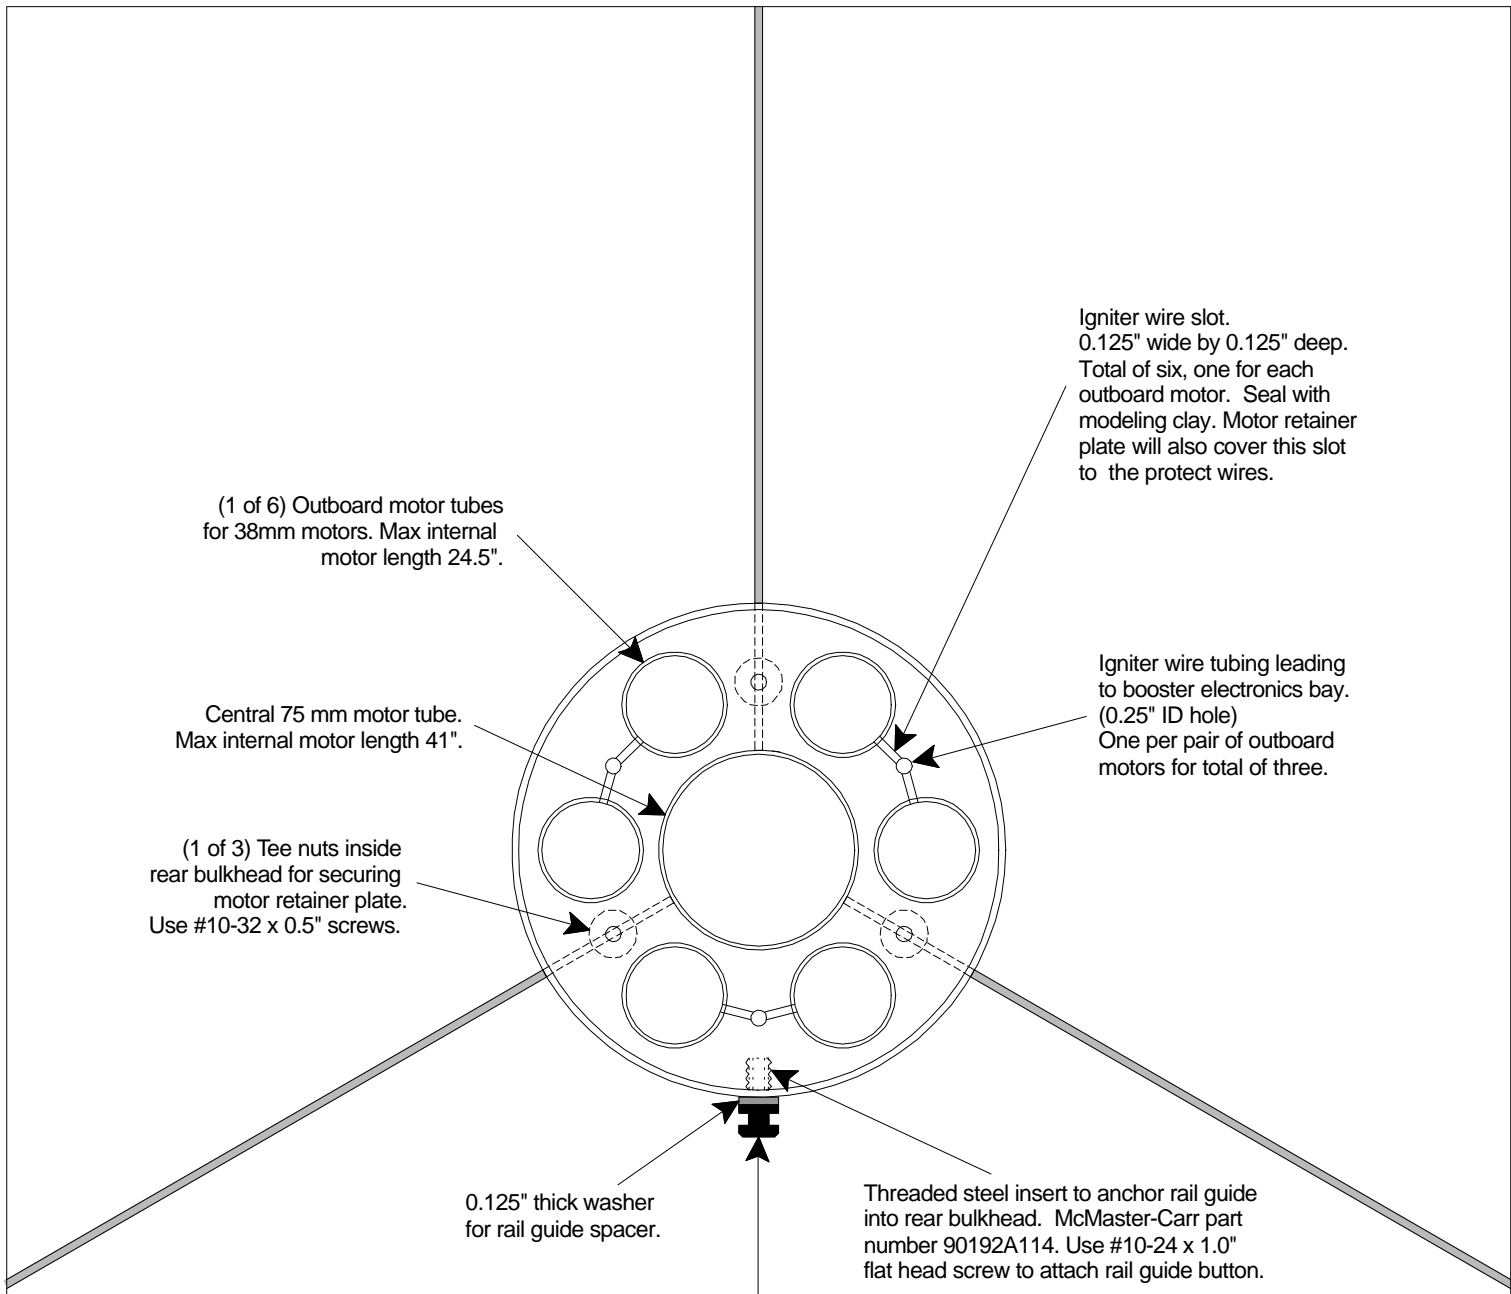 Igniter wire slot.
0.125" wide by 0.125" deep.
Total of six, one for each
outboard motor.  Seal with
modeling clay. Motor retainer
plate will also cover this slot
to  the protect wires.
(1 of 6) Outboard motor tubes
for 38mm motors. Max internal
motor length 24.5".
Igniter wire tubing leading
to booster electronics bay.
(0.25" ID hole)
One per pair of outboard
motors for total of three.
Central 75 mm motor tube.
Max internal motor length 41".
(1 of 3) Tee nuts inside
rear bulkhead for securing
motor retainer plate.
Use #10-32 x 0.5" screws.
0.125" thick washer
for rail guide spacer.
Threaded steel insert to anchor rail guide
into rear bulkhead.  McMaster-Carr part
number 90192A114. Use #10-24 x 1.0"
flat head screw to attach rail guide button.